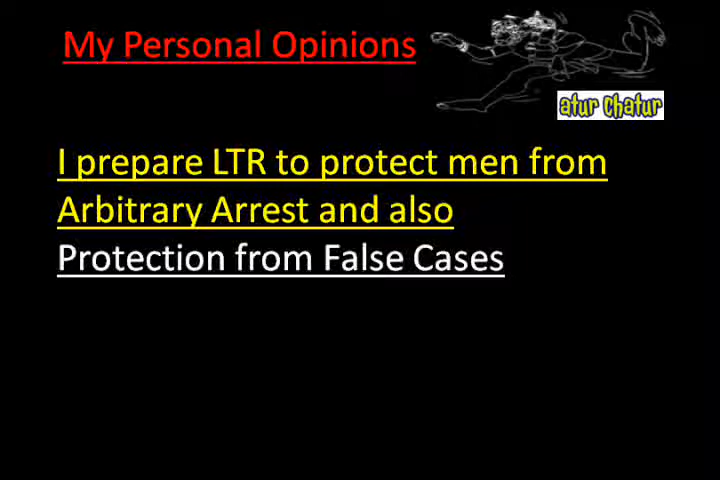 My Personal Opinions
atur chatur
I prepare LTR to protect men from
Arbitrary Arrest and also
Protection from False Cases